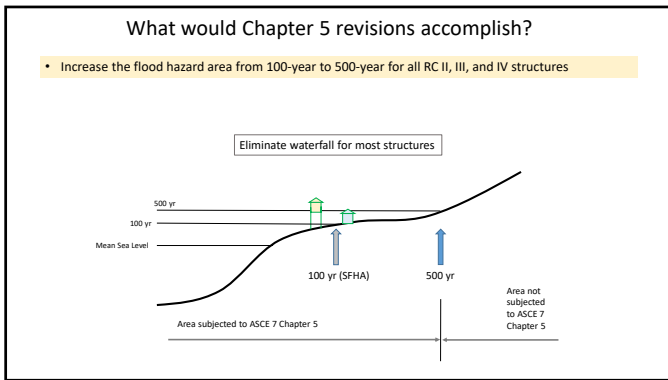 What would Chapter 5 revisions accomplish?
• Increase the flood hazard area from 100-year to 500-year for all RC II, III, and IV structures
Eliminate waterfall for most structures
500 yr
100 yr
Mean Sea Level
100 yr (SFHA)
500 yr
Area subjected to ASCE 7 Chapter 5
Area not
subjected
to ASCE 7
Chapter 5